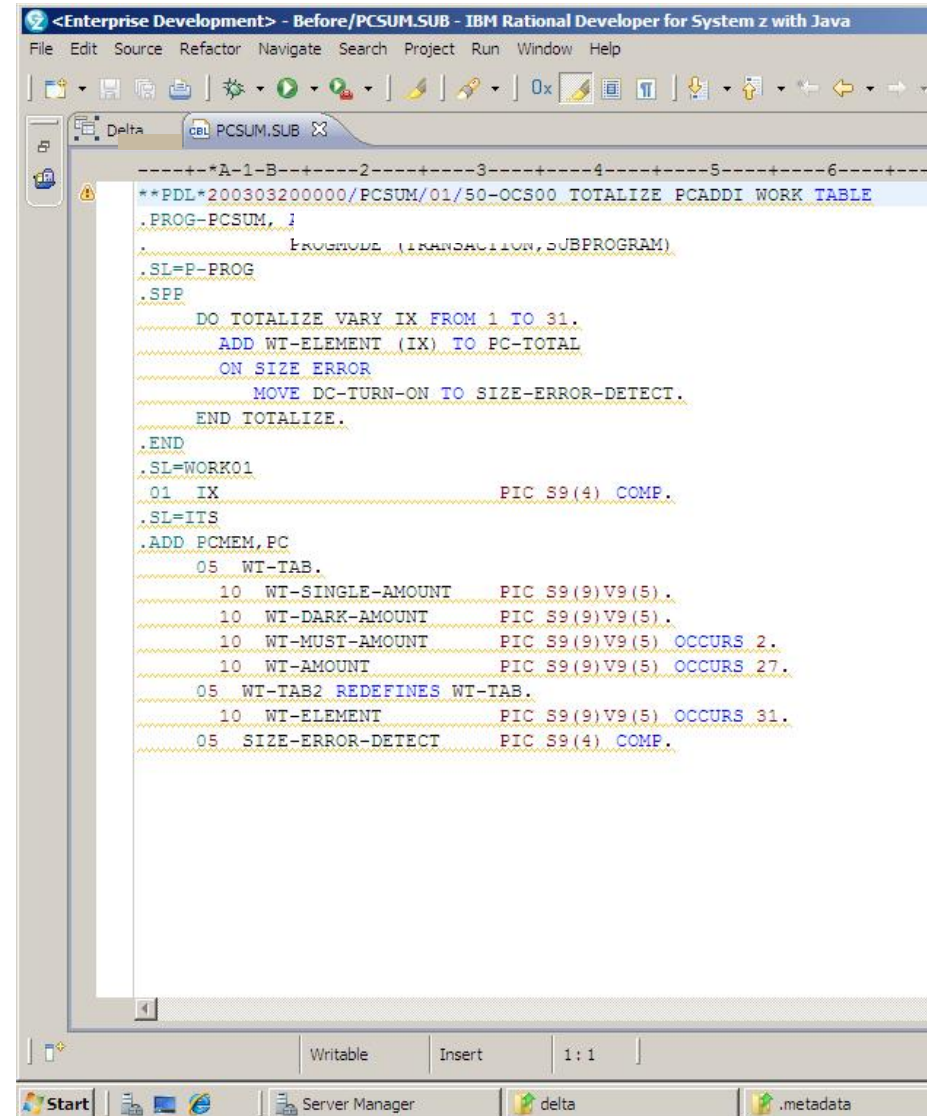 <Enterprise Development> - Before/PCSUM.SUB - IBM Rational Developer for System z with Java
File Edit Source Refactor Navigate Search Project Run Window Help
Delta
PCSUM.SUB
----+-*A-1-B--+----2----+----3----+----4----+----5----+----6----+---
**PDL*200303200000/PCSUM/01/50-OCS00 TOTALIZE PCADDI WORK TABLE
.PROG-PCSUM,
. PROGMODE (TRANSACTION,SUBPROGRAM)
.SL=P-PROG
.SPP
DO TOTALIZE VARY IX FROM 1 TO 31.
ADD WT-ELEMENT (IX) TO PC-TOTAL
ON SIZE ERROR
MOVE DC-TURN-ON TO SIZE-ERROR-DETECT.
END TOTALIZE.
.END
.SL=WORK01
01 IX PIC S9(4) COMP.
.SL=ITS
.ADD PCMEM,PC
05 WT-TAB.
10 WT-SINGLE-AMOUNT PIC S9(9)V9(5).
10 WT-DARK-AMOUNT PIC S9(9)V9(5).
10 WT-MUST-AMOUNT PIC S9(9)V9(5) OCCURS 2.
10 WT-AMOUNT PIC S9(9)V9(5) OCCURS 27.
05 WT-TAB2 REDEFINES WT-TAB.
10 WT-ELEMENT PIC S9(9)V9(5) OCCURS 31.
05 SIZE-ERROR-DETECT PIC S9(4) COMP.
Writable Insert 1 : 1
Start Server Manager delta .metadata